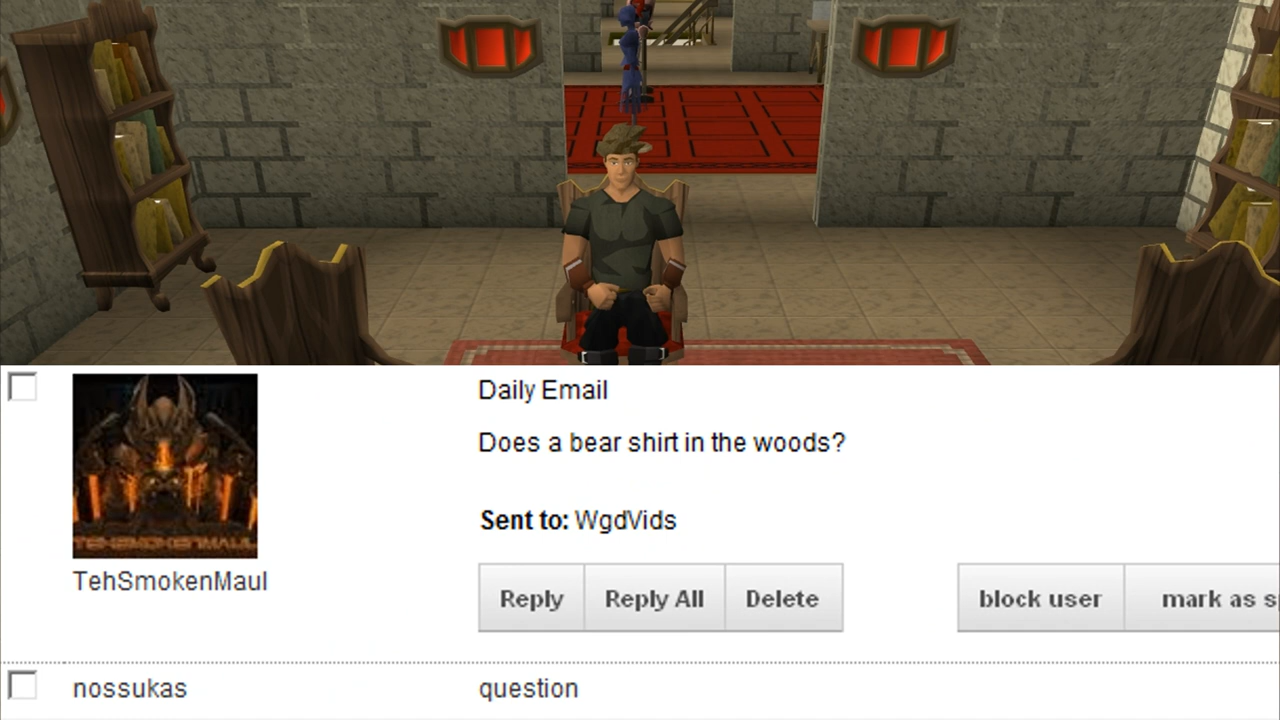 Daily Email
Does a bear shirt in the woods?
Sent to: WgdVids
TEHSMOKENMAUL
TehSmokenMaul
Reply Reply All Delete block user mark as s
nossukas question